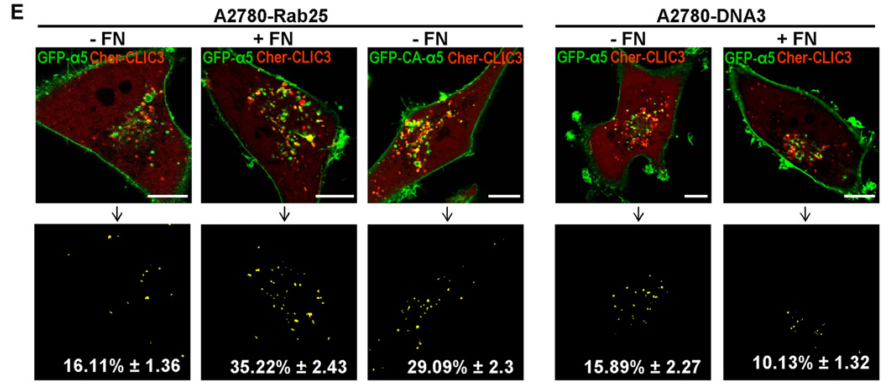 E
A2780-Rab25 A2780-DNA3
- FN + FN - FN - FN + FN
GFP-α5 Cher-CLIC3 GFP-α5 Cher-CLIC3 GFP-CA-α5 Cher-CLIC3 GFP-α5 Cher-CLIC3 GFP-α5 Cher-CLIC3
16.11% ± 1.36 35.22% ± 2.43 29.09% ± 2.3 15.89% ± 2.27 10.13% ± 1.32